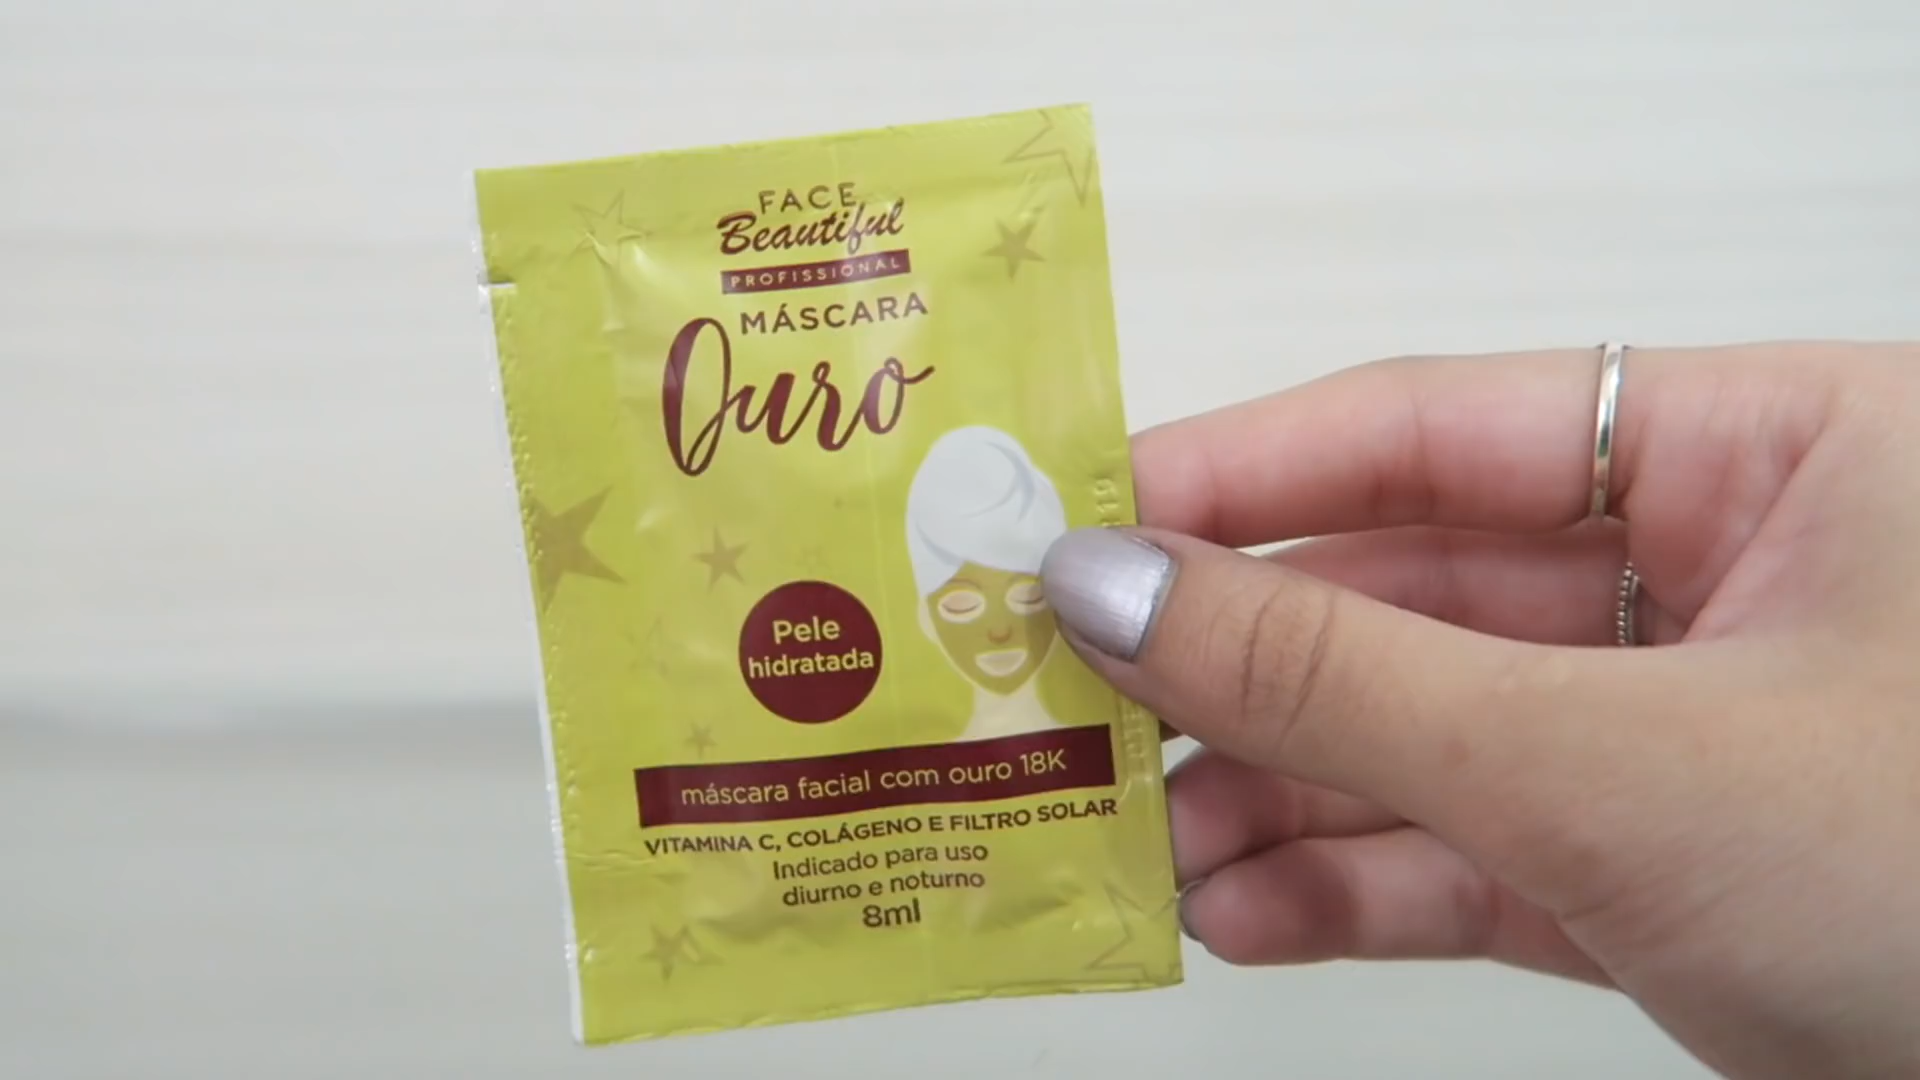 FACE
Beautiful
PROFISSIONAL
MÁSCARA
Ouro
Pele
hidratada
máscara facial com ouro 18K
VITAMINA C, COLÁGENO E FILTRO SOLAR
Indicado para uso
diurno e noturno
8ml